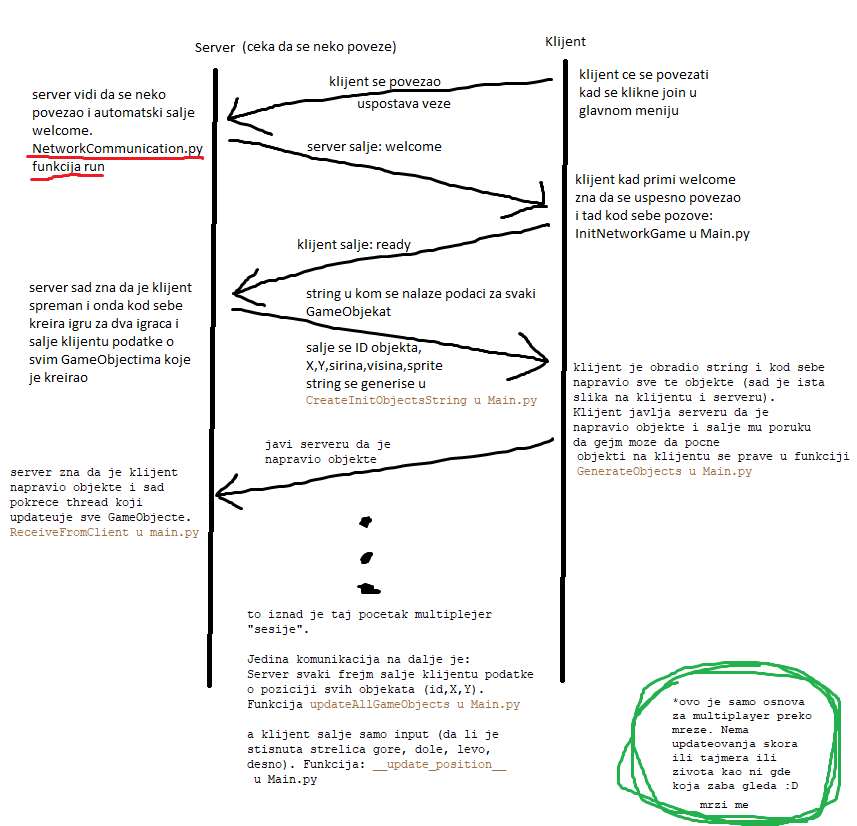 Server (ceka da se neko poveze)
Klijent
klijent se povezao
uspostava veze
klijent ce se povezati
kad se klikne join u
glavnom meniju
server vidi da se neko
povezao i automatski salje
welcome.
NetworkCommunication.py
funkcija run
server salje: welcome
klijent kad primi welcome
zna da se uspesno povezao
i tad kod sebe pozove:
InitNetworkGame u Main.py
klijent salje: ready
server sad zna da je klijent
spreman i onda kod sebe
kreira igru za dva igraca i
salje klijentu podatke o
svim GameObjectima koje
je kreirao
string u kom se nalaze podaci za svaki
GameObjekat
salje se ID objekta,
X,Y,sirina,visina,sprite
string se generise u
CreateInitObjectsString u Main.py
klijent je obradio string i kod sebe
napravio sve te objekte (sad je ista
slika na klijentu i serveru).
Klijent javlja serveru da je
napravio objekte i salje mu poruku
da gejm moze da pocne
objekti na klijentu se prave u funkciji
GenerateObjects u Main.py
javi serveru da je
napravio objekte
server zna da je klijent
napravio objekte i sad
pokrece thread koji
updateuje sve GameObjecte.
ReceiveFromClient u main.py
to iznad je taj pocetak multiplejer
"sesije".
Jedina komunikacija na dalje je:
Server svaki frejm salje klijentu podatke
o poziciji svih objekata (id,X,Y).
Funkcija updateAllGameObjects u Main.py
a klijent salje samo input (da li je
stisnuta strelica gore, dole, levo,
desno). Funkcija: __update_position__
u Main.py
*ovo je samo osnova
za multiplayer preko
mreze. Nema
updateovanja skora
ili tajmera ili
zivota kao ni gde
koja zaba gleda :D
mrzi me